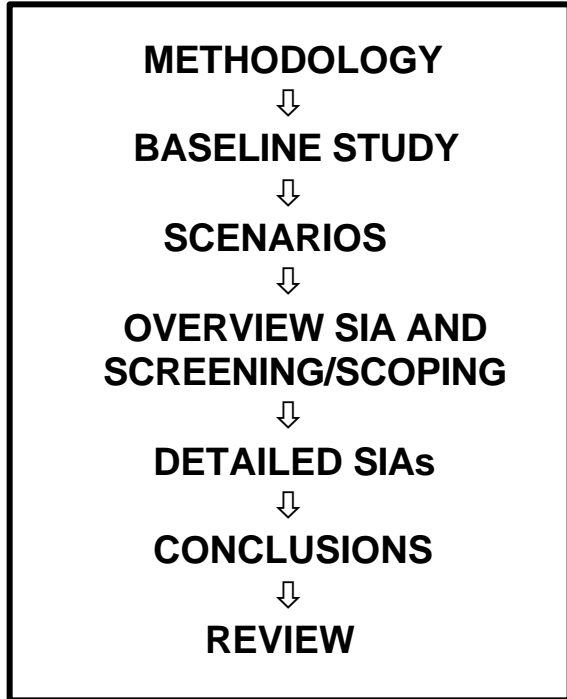 METHODOLOGY
⇩
BASELINE STUDY
⇩
SCENARIOS
⇩
OVERVIEW SIA AND
SCREENING/SCOPING
⇩
DETAILED SIAs
⇩
CONCLUSIONS
⇩
REVIEW